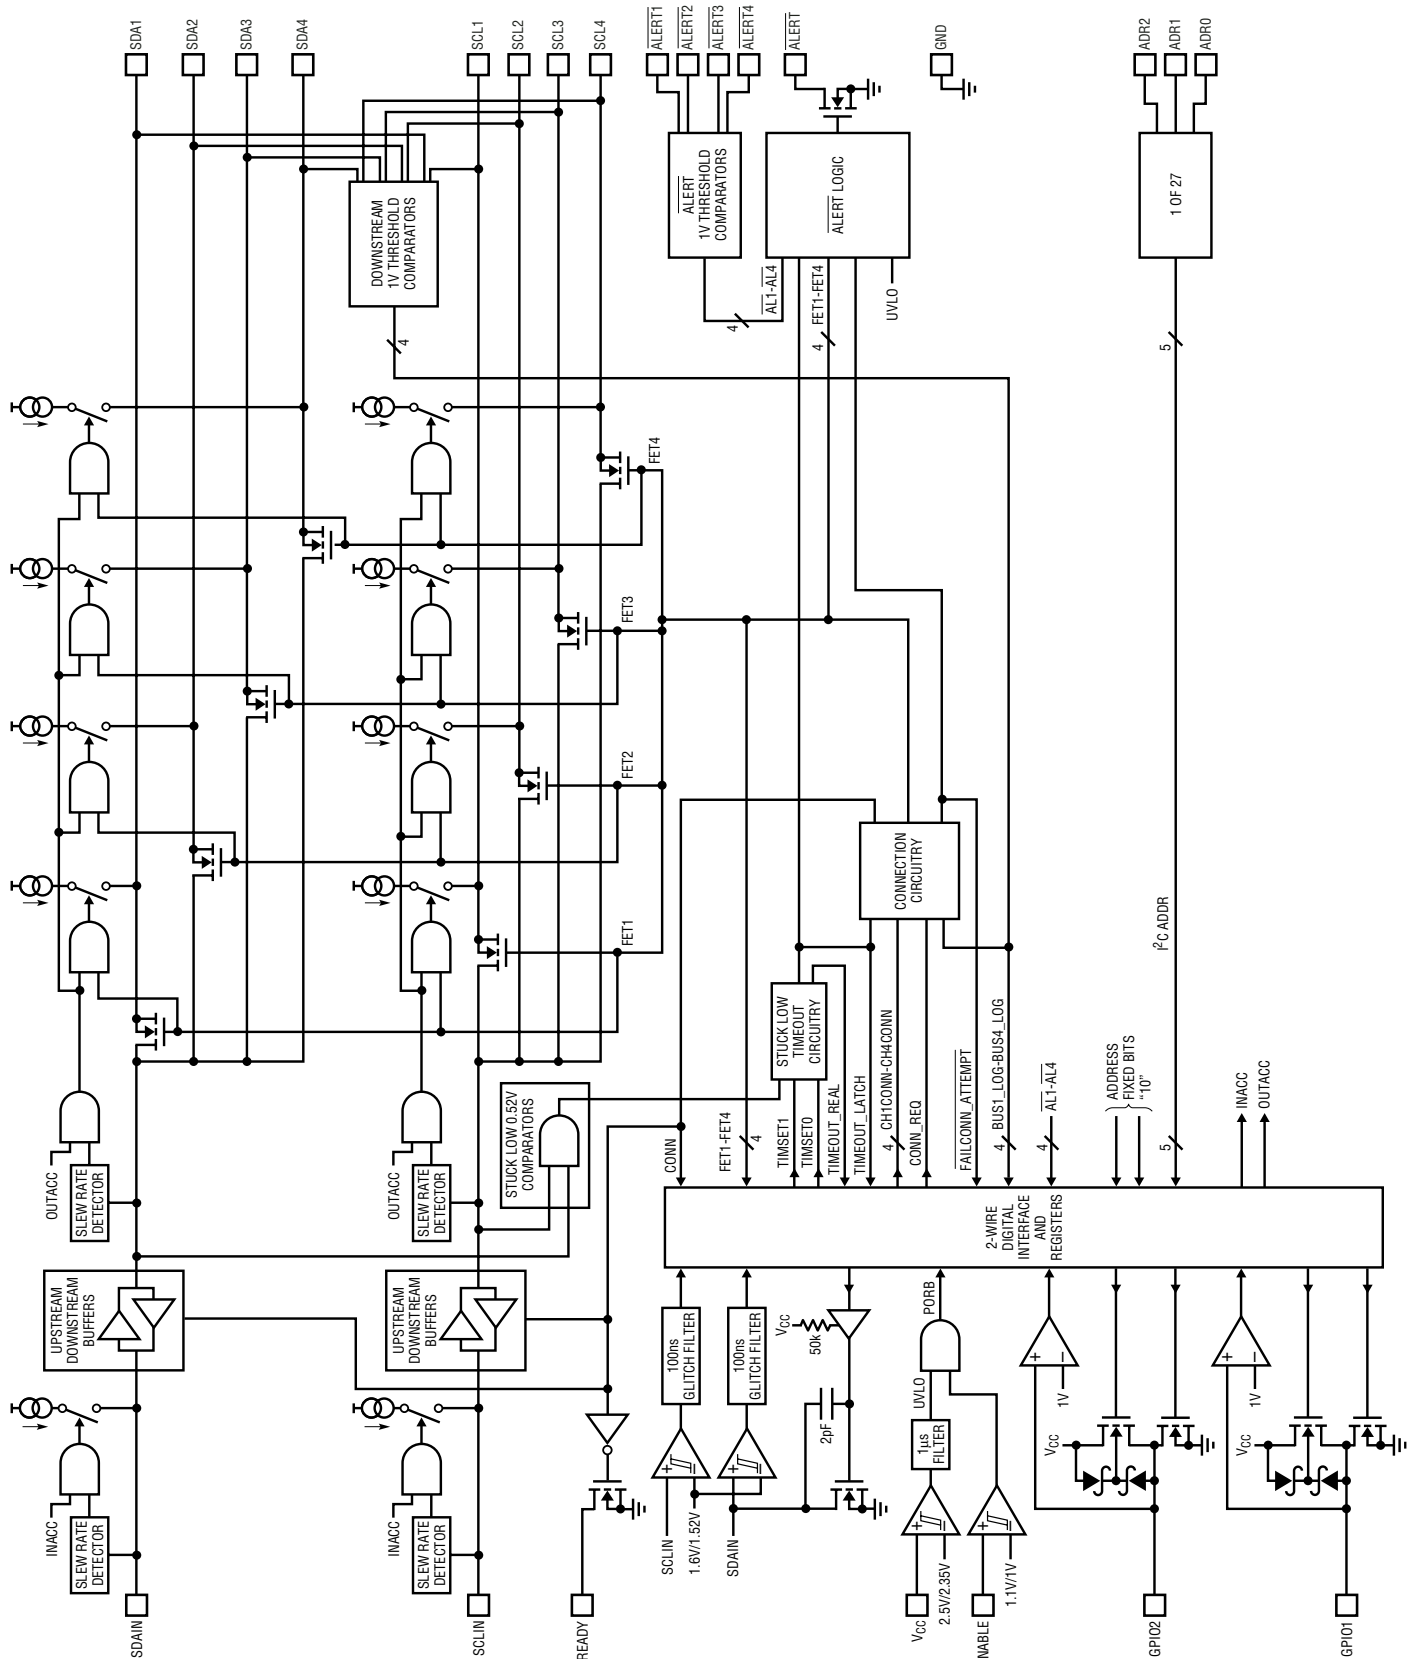 SDA1
SDA2
SDA3
SDA4
SCL1
SCL2
SCL3
SCL4
ALERT1
ALERT2
ALERT3
ALERT4
ALERT
GND
ADR2
ADR1
ADR0
DOWNSTREAM
1V THRESHOLD
COMPARATORS
4
ALERT
1V THRESHOLD
COMPARATORS
4
AL1-AL4
ALERT LOGIC
4
FET1-FET4
UVLO
1 OF 27
5
FET4
FET3
FET2
FET1
CONNECTION
CIRCUITRY
I²C ADDR
STUCK LOW
TIMEOUT
CIRCUITRY
OUTACC
SLEW RATE
DETECTOR
OUTACC
SLEW RATE
DETECTOR
STUCK LOW 0.52V
COMPARATORS
CONN
FET1-FET4
4
TIMSET1
TIMSET0
TIMEOUT_REAL
TIMEOUT_LATCH
CH1CONN-CH4CONN
4
CONN_REQ
FAILCONN_ATTEMPT
BUS1_LOG-BUS4_LOG
4
AL1-AL4
4
ADDRESS
FIXED BITS
“10”
5
INACC
OUTACC
2-WIRE
DIGITAL
INTERFACE
AND
REGISTERS
UPSTREAM
DOWNSTREAM
BUFFERS
UPSTREAM
DOWNSTREAM
BUFFERS
100ns
GLITCH FILTER
100ns
GLITCH FILTER
VCC
50k
2pF
PORB
UVLO
1µs
FILTER
+
–
1V
VCC
+
–
1V
VCC
INACC
SLEW RATE
DETECTOR
INACC
SLEW RATE
DETECTOR
+
–
SCLIN
1.6V/1.52V
+
–
SDAIN
+
–
2.5V/2.35V
+
–
1.1V/1V
SDAIN
SCLIN
READY
VCC
NABLE
GPIO2
GPIO1